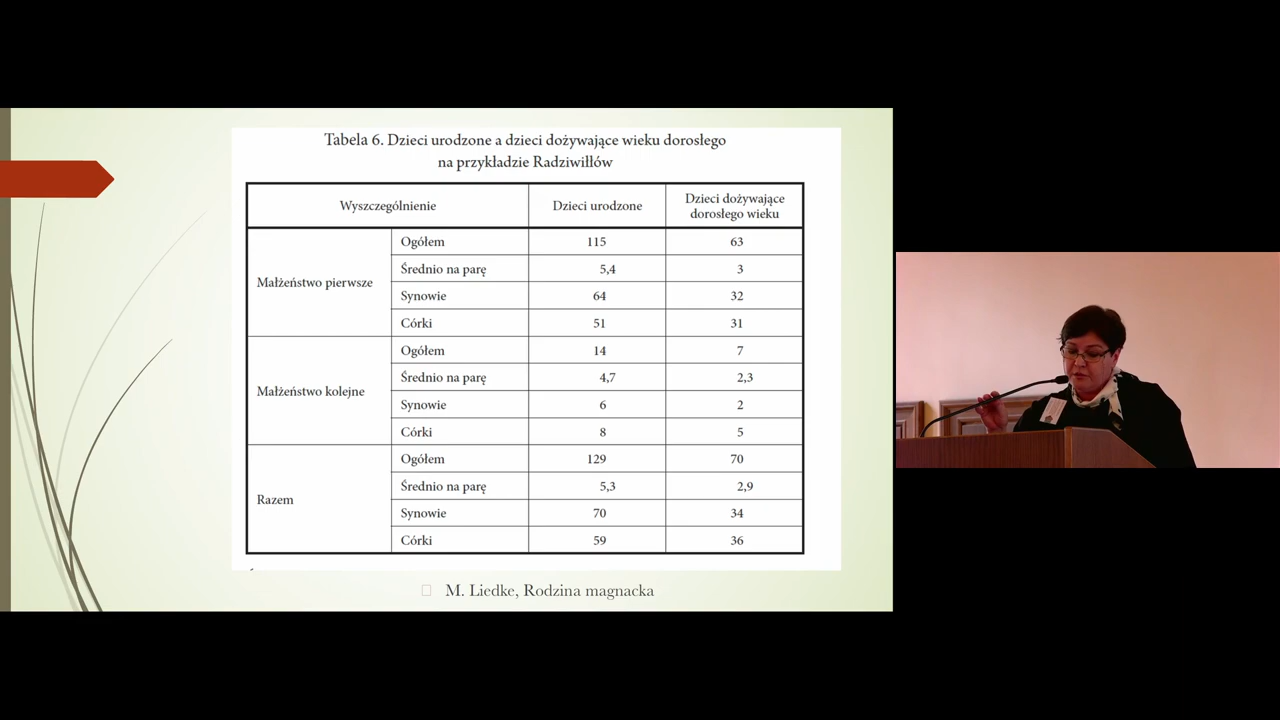 Tabela 6. Dzieci urodzone a dzieci dożywające wieku dorosłego
na przykładzie Radziwiłłów
Wyszczególnienie Dzieci urodzone Dzieci dożywające
dorosłego wieku
Małżeństwo pierwsze
Ogółem 115 63
Średnio na parę 5,4 3
Synowie 64 32
Córki 51 31
Małżeństwo kolejne
Ogółem 14 7
Średnio na parę 4,7 2,3
Synowie 6 2
Córki 8 5
Razem
Ogółem 129 70
Średnio na parę 5,3 2,9
Synowie 70 34
Córki 59 36
M. Liedke, Rodzina magnacka